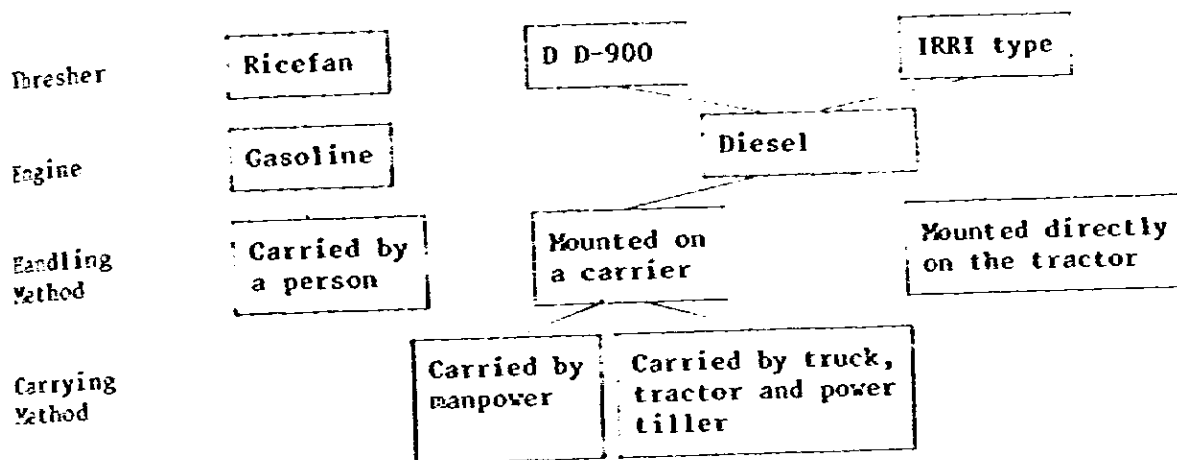 Thresher
Ricefan
D D-900
IRRI type
Engine
Gasoline
Diesel
Handling
Method
Carried by
a person
Mounted on
a carrier
Mounted directly
on the tractor
Carrying
Method
Carried by
manpower
Carried by truck,
tractor and power
tiller